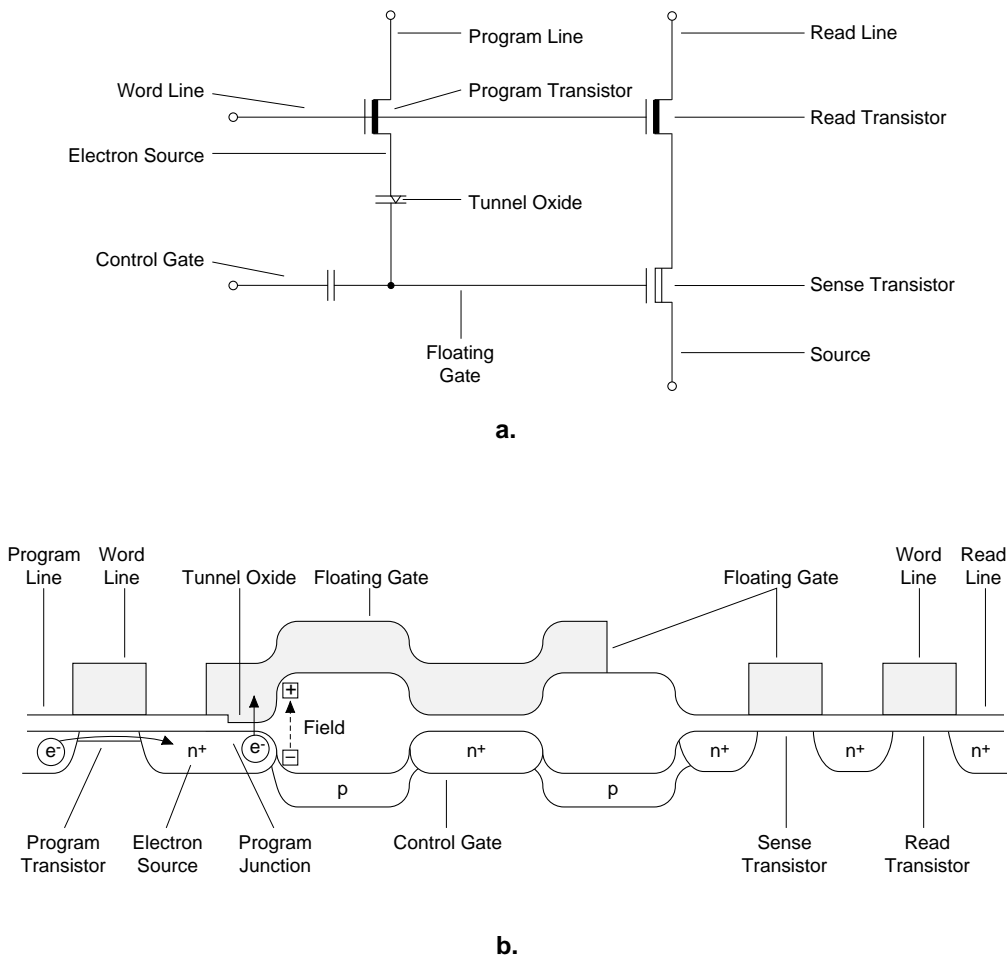 Program Line
Read Line
Word Line
Program Transistor
Read Transistor
Electron Source
Tunnel Oxide
Control Gate
Sense Transistor
Floating
Gate
Source
a.
Program
Line
Word
Line
Tunnel Oxide
Floating Gate
Floating Gate
Word
Line
Read
Line
+
Field
e-
n+
e-
−
n+
n+
n+
n+
p
p
Program
Transistor
Electron
Source
Program
Junction
Control Gate
Sense
Transistor
Read
Transistor
b.